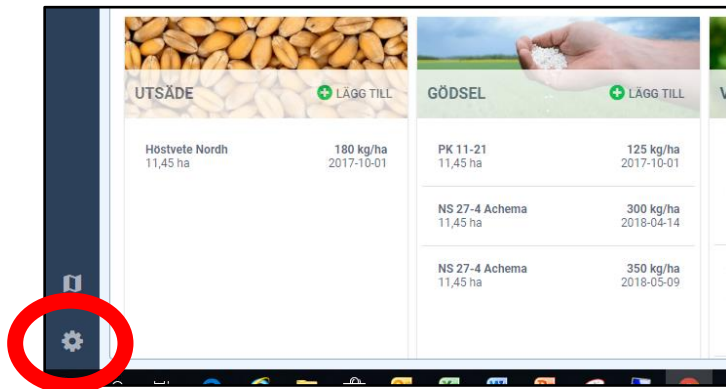 UTSÄDE
LÄGG TILL
Höstvete Nordh
180 kg/ha
11,45 ha
2017-10-01
GÖDSEL
LÄGG TILL
PK 11-21
125 kg/ha
11,45 ha
2017-10-01
NS 27-4 Achema
300 kg/ha
11,45 ha
2018-04-14
NS 27-4 Achema
350 kg/ha
11,45 ha
2018-05-09